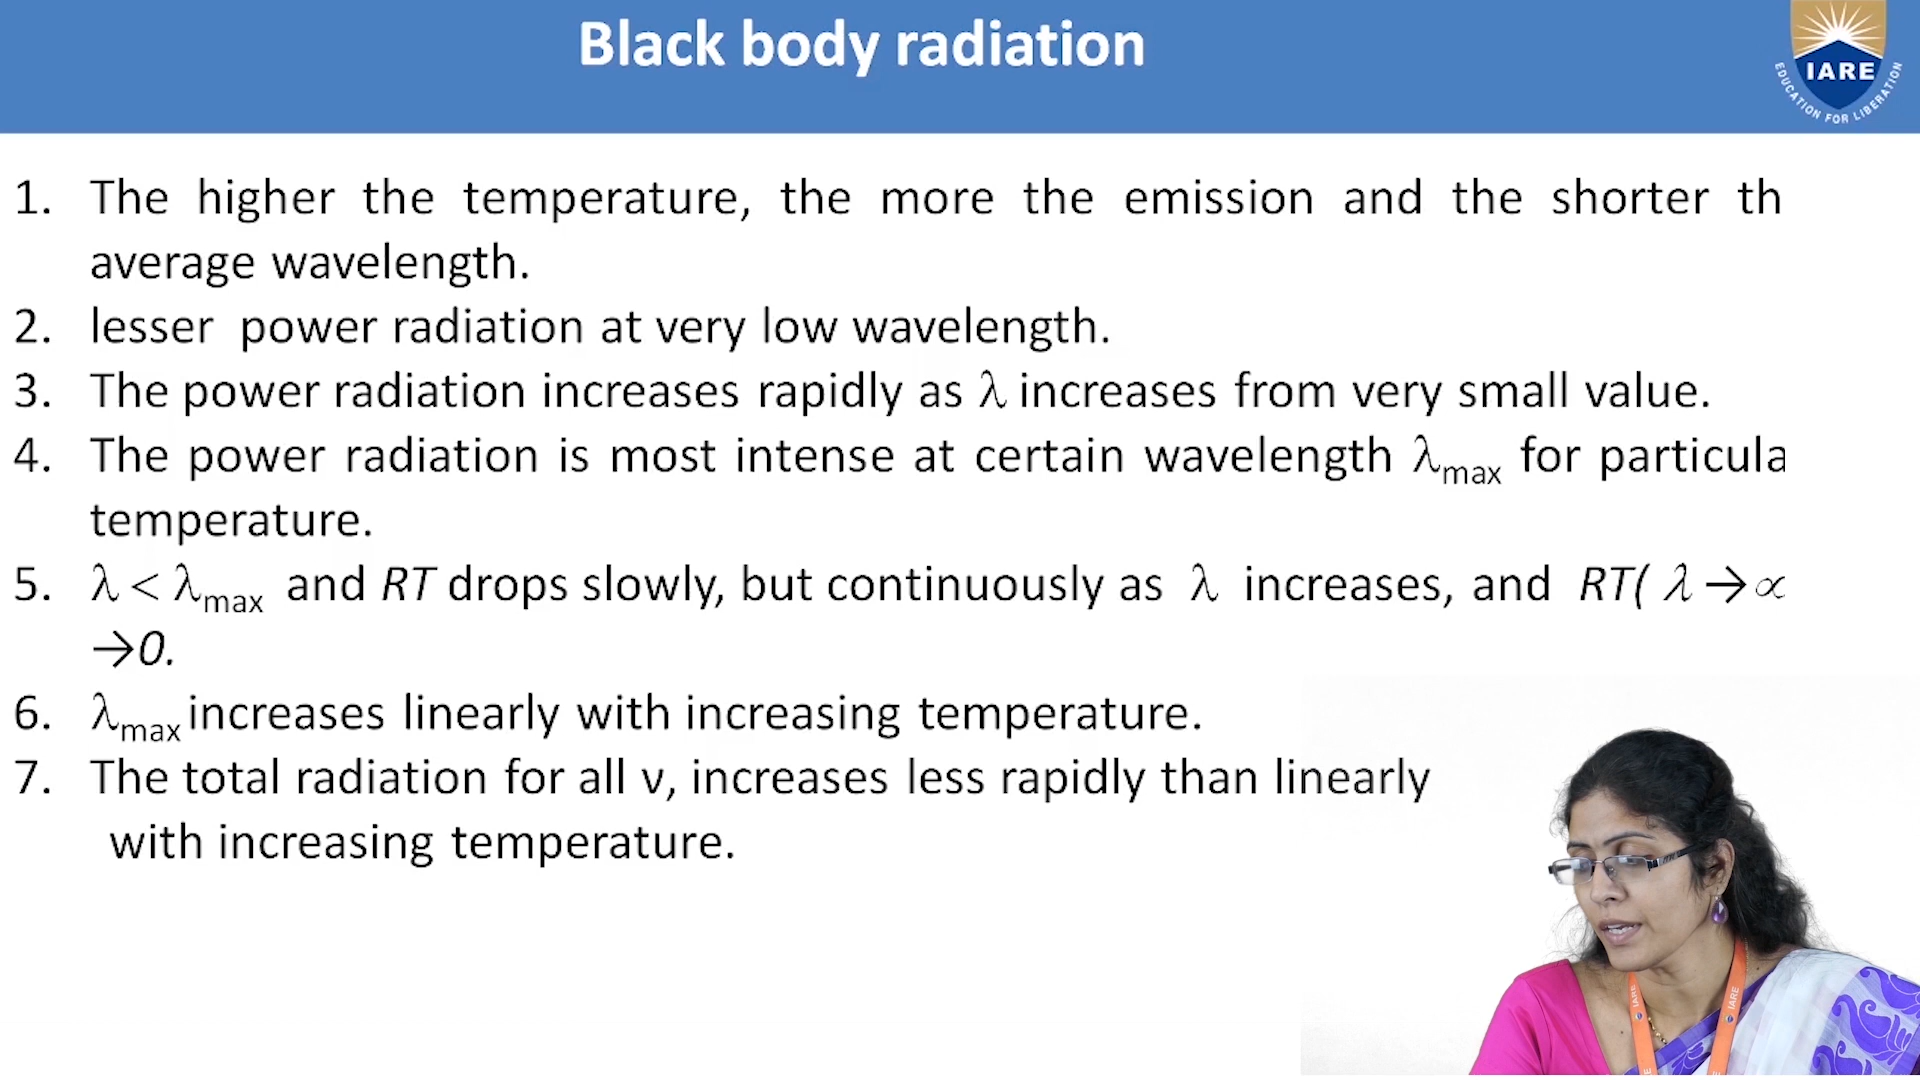 Black body radiation
IARE
EDUCATION FOR LIBERATION
1. The higher the temperature, the more the emission and the shorter th
average wavelength.
2. lesser power radiation at very low wavelength.
3. The power radiation increases rapidly as λ increases from very small value.
4. The power radiation is most intense at certain wavelength λmax for particula
temperature.
5. λ < λmax and RT drops slowly, but continuously as λ increases, and RT( λ →∝
→0.
6. λmax increases linearly with increasing temperature.
7. The total radiation for all ν, increases less rapidly than linearly
with increasing temperature.
IARE
IARE